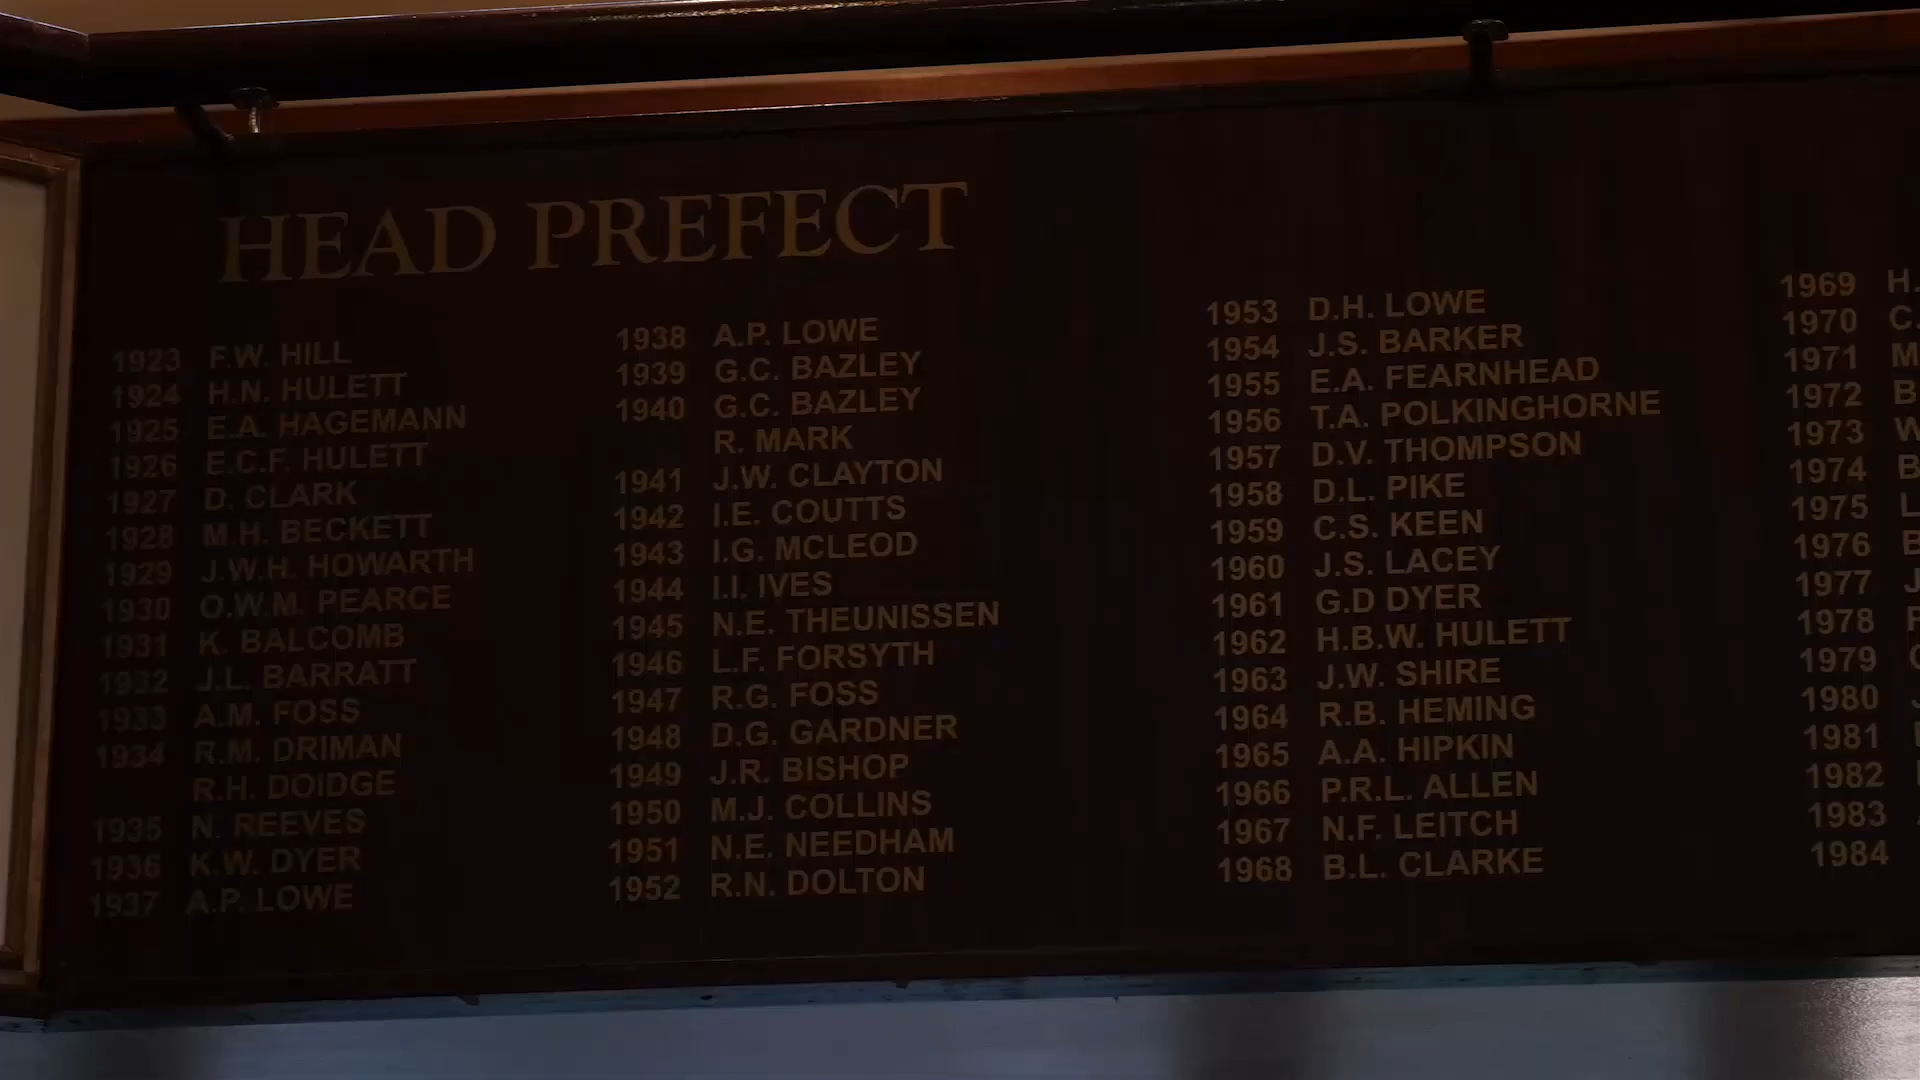 HEAD PREFECT
1923 F.W. HILL
1924 H.N. HULETT
1925 E.A. HAGEMANN
1926 E.C.F. HULETT
1927 D. CLARK
1928 M.H. BECKETT
1929 J.W.H. HOWARTH
1930 O.W.M. PEARCE
1931 K. BALCOMB
1932 J.L. BARRATT
1933 A.M. FOSS
1934 R.M. DRIMAN
R.H. DOIDGE
1935 N. REEVES
1936 K.W. DYER
1937 A.P. LOWE
1938 A.P. LOWE
1939 G.C. BAZLEY
1940 G.C. BAZLEY
R. MARK
1941 J.W. CLAYTON
1942 I.E. COUTTS
1943 I.G. MCLEOD
1944 I.I. IVES
1945 N.E. THEUNISSEN
1946 L.F. FORSYTH
1947 R.G. FOSS
1948 D.G. GARDNER
1949 J.R. BISHOP
1950 M.J. COLLINS
1951 N.E. NEEDHAM
1952 R.N. DOLTON
1953 D.H. LOWE
1954 J.S. BARKER
1955 E.A. FEARNHEAD
1956 T.A. POLKINGHORNE
1957 D.V. THOMPSON
1958 D.L. PIKE
1959 C.S. KEEN
1960 J.S. LACEY
1961 G.D DYER
1962 H.B.W. HULETT
1963 J.W. SHIRE
1964 R.B. HEMING
1965 A.A. HIPKIN
1966 P.R.L. ALLEN
1967 N.F. LEITCH
1968 B.L. CLARKE
1969 H.
1970 C.
1971
1972
1973
1974
1975
1976
1977
1978
1979
1980
1981
1982
1983
1984